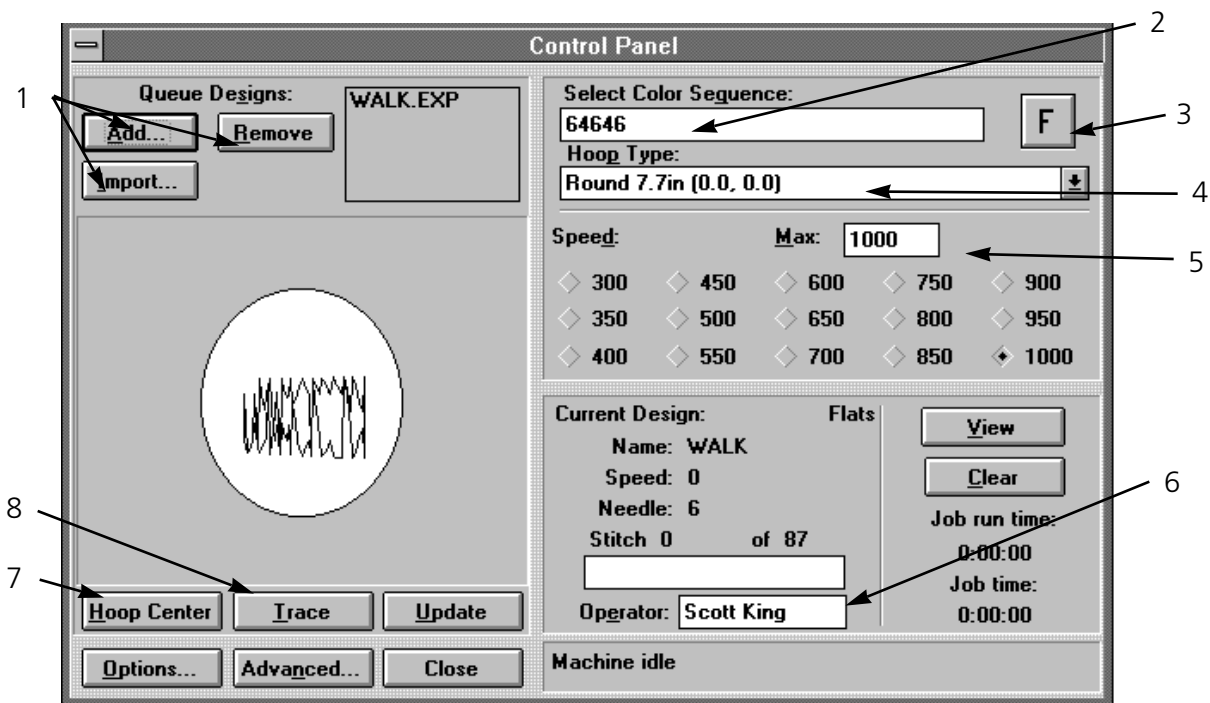 Control Panel
1
Queue Designs:
Add...
Remove
Import...
WALK.EXP
Select Color Sequence:
64646
F
2
3
Hoop Type:
Round 7.7in (0.0, 0.0)
4
Speed:
Max: 1000
5
300 450 600 750 900
350 500 650 800 950
400 550 700 850 1000
Current Design: Flats
Name: WALK
Speed: 0
Needle: 6
Stitch 0 of 87
Operator: Scott King
View
Clear
Job run time:
0:00:00
Job time:
0:00:00
6
8
7
Hoop Center
Trace
Update
Options...
Advanced...
Close
Machine idle